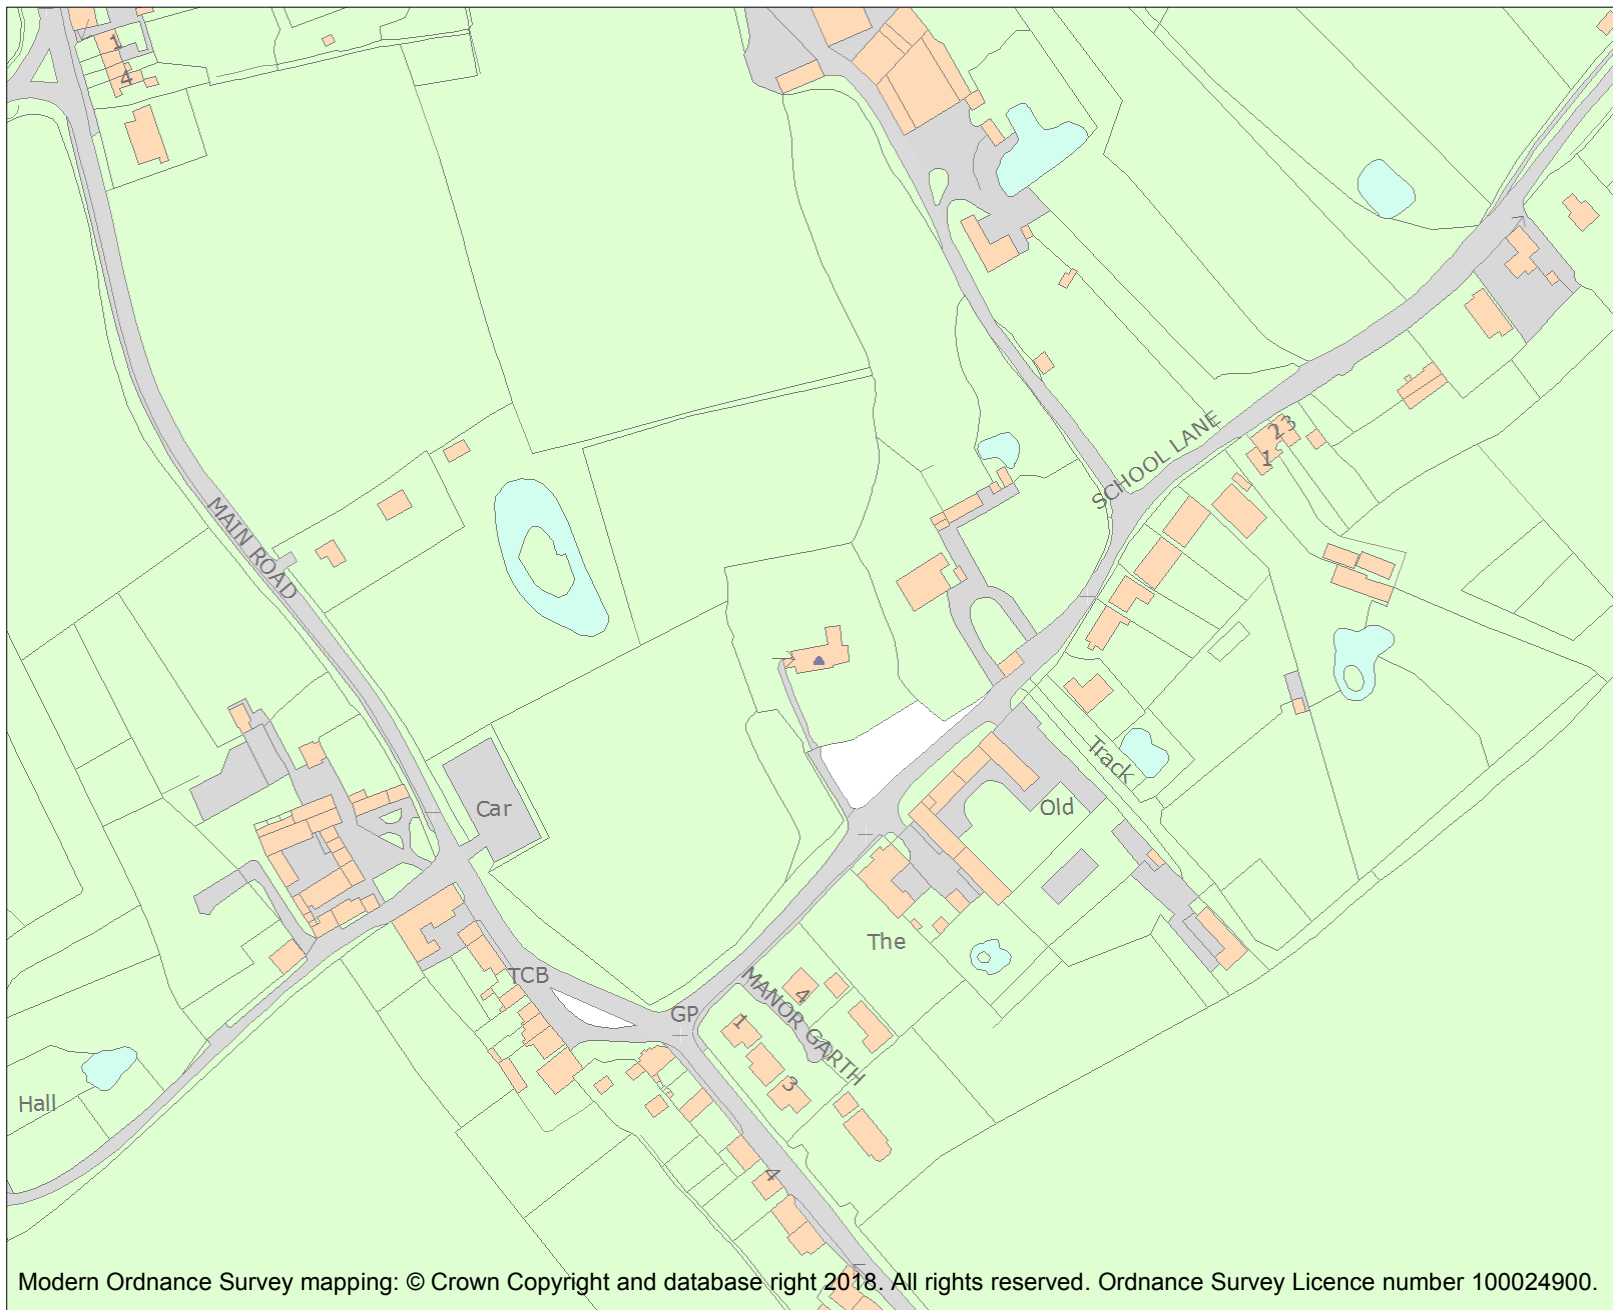 1
4
MAIN ROAD
SCHOOL LANE
23
1
Track
Car
Old
The
TCB
GP
MANOR GARTH
4
1
3
Hall
4
Modern Ordnance Survey mapping: © Crown Copyright and database right 2018. All rights reserved. Ordnance Survey Licence number 100024900.